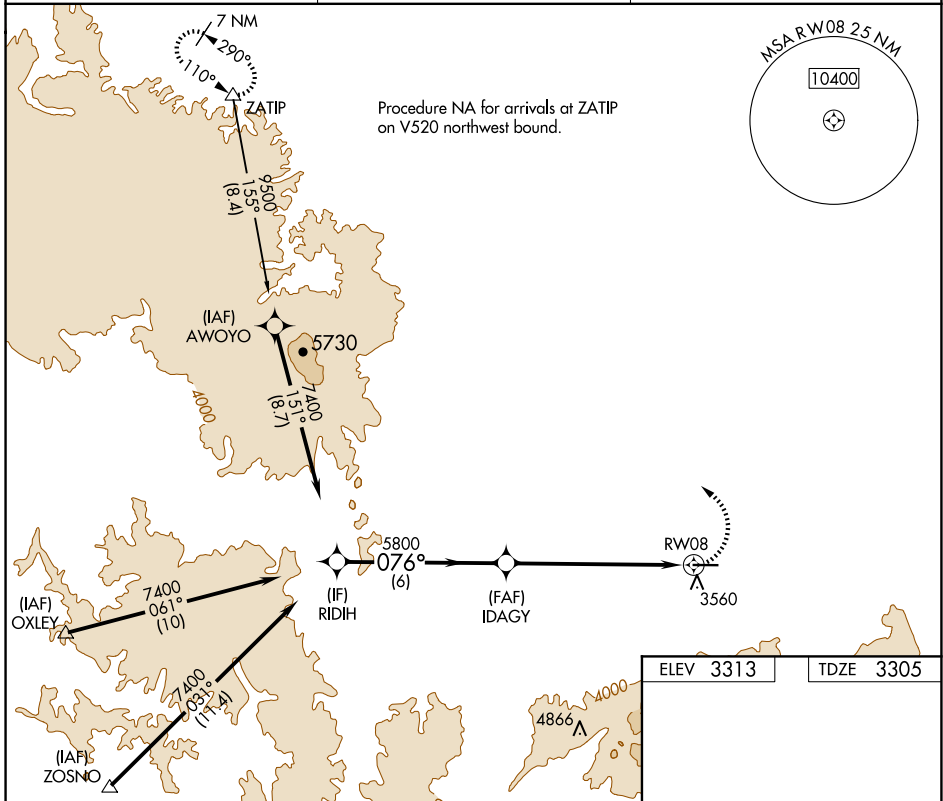 7 NM
290°
110°
ZATIP
Procedure NA for arrivals at ZATIP
on V520 northwest bound.
MSA RW08 25 NM
10400
9500
155°
(8.4)
(IAF)
AWOYO
5730
7400
151°
(8.7)
4000
5800
076°
(6)
(IF)
RIDIH
(FAF)
IDAGY
RW08
3560
(IAF)
OXLEY
7400
061°
(10)
7400
031°
(11.4)
(IAF)
ZOSNO
4866
4000
ELEV 3313
TDZE 3305